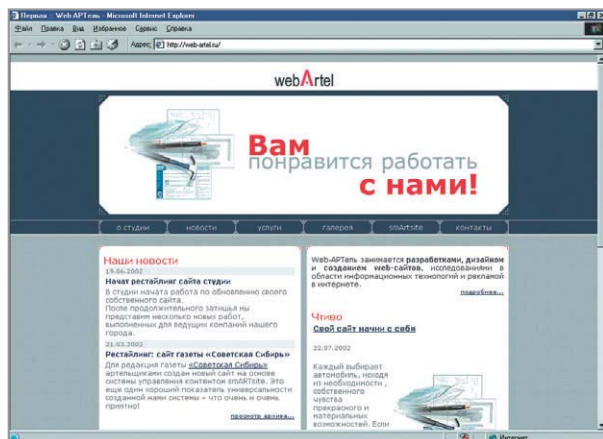 Первая :: Web-АРТель - Microsoft Internet Explorer
Файл Правка Вид Избранное Сервис Справка
Адрес: http://web-artel.ru/
webArtel
Вам
понравится работать
с нами!
о студии новости услуги галерея smArtsite контакты
Наши новости
19.06.2002
Начат рестайлинг сайта студии
В студии начата работа по обновлению своего
собственного сайта.
После продолжительного затишья мы
представим несколько новых работ,
выполненных для ведущих компаний нашего
города.
21.03.2002
Рестайлинг: сайт газеты «Советская Сибирь»
Для редакция газеты «Советская Сибирь»
артельщиками создан новый сайт на основе
системы управления контентом smARTsite. Это
еще один хороший показатель универсальности
созданной нами системы – что очень и очень
приятно!
просмотр архива...
Web-АРТель занимается разработками, дизайном
и созданием web-сайтов, исследованиями в
области информационных технологий и рекламой
в интернете.
подробнее...
Чтиво
Свой сайт начни с себя
22.07.2002
Каждый выбирает
автомобиль, исходя
из необходимости ,
собственного
чувства
прекрасного и
материальных
возможностей. Если
Интернет